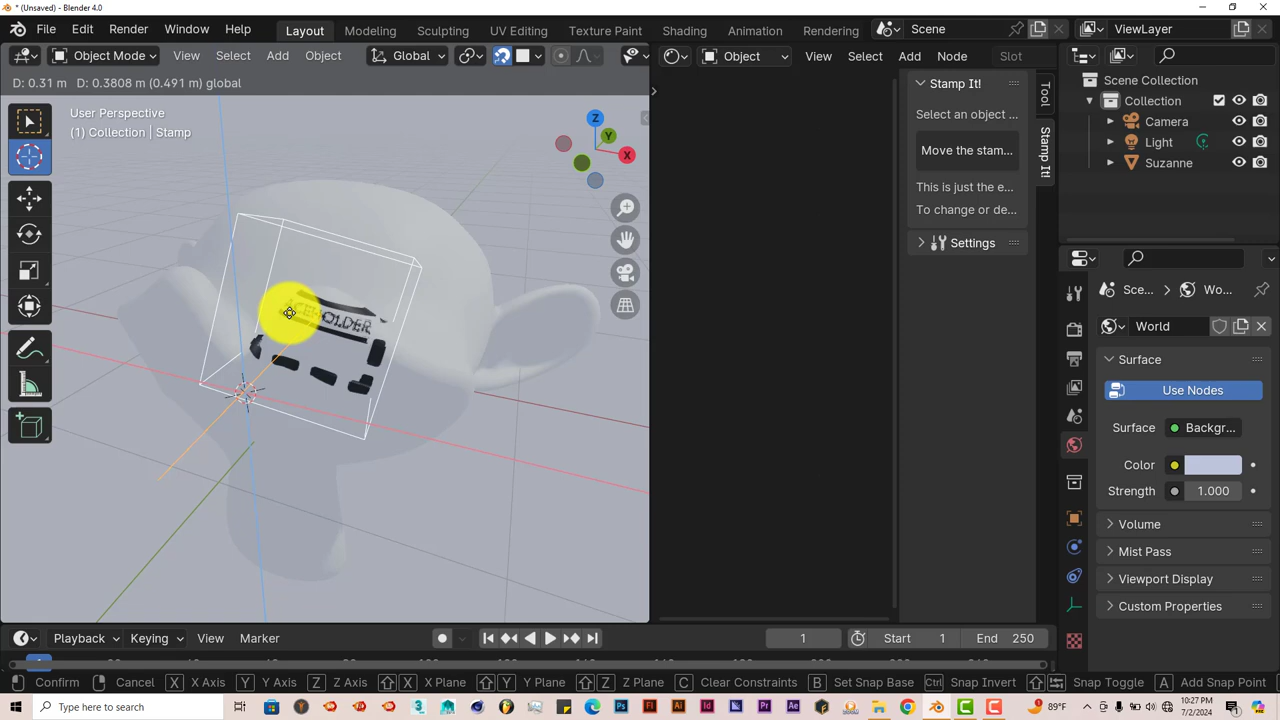 * (Unsaved) - Blender 4.0
File Edit Render Window Help Layout Modeling Sculpting UV Editing Texture Paint Shading Animation Rendering Scene ViewLayer
Object Mode View Select Add Object Global Object View Select Add Node Slot
D: 0.31 m D: 0.3808 m (0.491 m) global
User Perspective
(1) Collection | Stamp
Z
Y
X
Stamp It!
Select an object ...
Move the stam...
This is just the e...
To change or de...
Settings
Tool
Stamp It!
Scene Collection
Collection
Camera
Light
Suzanne
Sce... Wo...
World
Surface
Use Nodes
Surface: Backgr...
Color
Strength 1.000
Volume
Mist Pass
Viewport Display
Custom Properties
Playback Keying View Marker 1 Start 1 End 250
Confirm Cancel X X Axis Y Y Axis Z Z Axis X X Plane Y Y Plane Z Z Plane C Clear Constraints B Set Snap Base Ctrl Snap Invert Snap Toggle A Add Snap Point
Type here to search
89°F
10:27 PM
7/2/2024